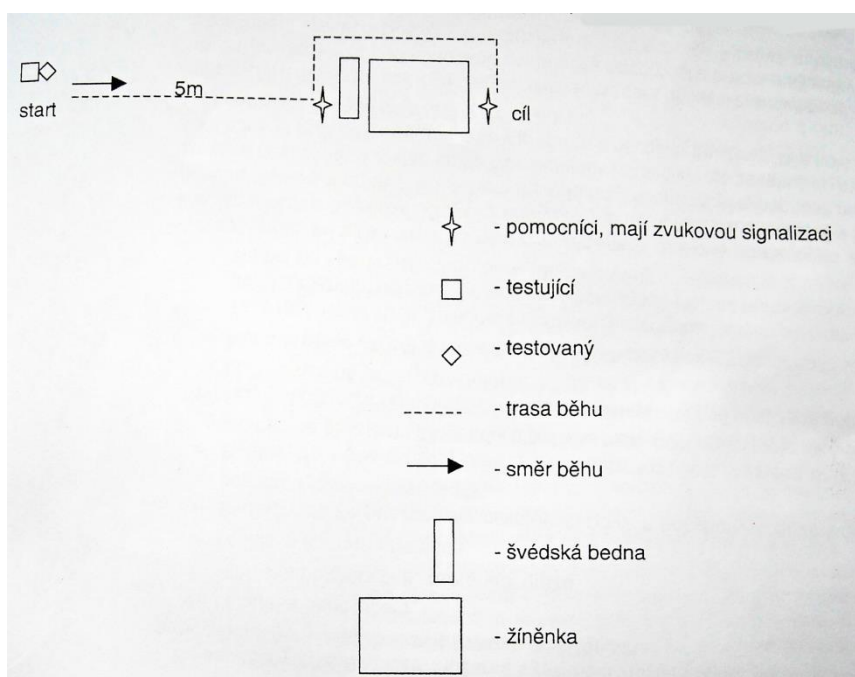 5m
start
cíl
- pomocníci, mají zvukovou signalizaci
- testující
- testovaný
- trasa běhu
- směr běhu
- švédská bedna
- žíněnka